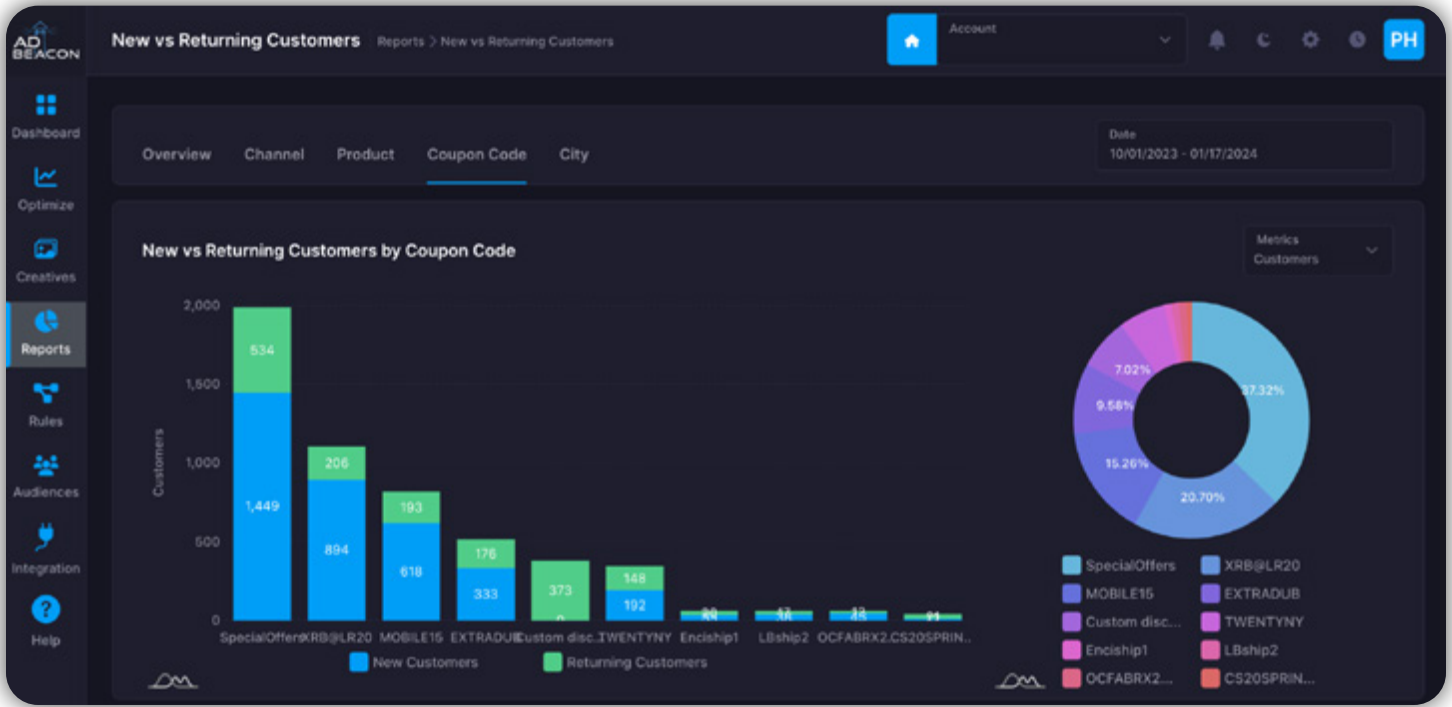 AD BEACON
New vs Returning Customers Reports > New vs Returning Customers
Account
PH
Dashboard
Optimize
Creatives
Reports
Rules
Audiences
Integration
Help
Overview Channel Product Coupon Code City
Date
10/01/2023 - 01/17/2024
New vs Returning Customers by Coupon Code
Metrics
Customers
Customers
2,000
1,500
1,000
500
0
534
1,449
206
894
193
618
176
333
373
0
148
192
SpecialOffers XRB@LR20 MOBILE15 EXTRADUB Custom disc... TWENTYNY Enciship1 LBship2 OCFABRX2... CS20SPRIN..
New Customers Returning Customers
37.32%
20.70%
15.26%
9.58%
7.02%
SpecialOffers XRB@LR20
MOBILE15 EXTRADUB
Custom disc... TWENTYNY
Enciship1 LBship2
OCFABRX2... CS20SPRIN...